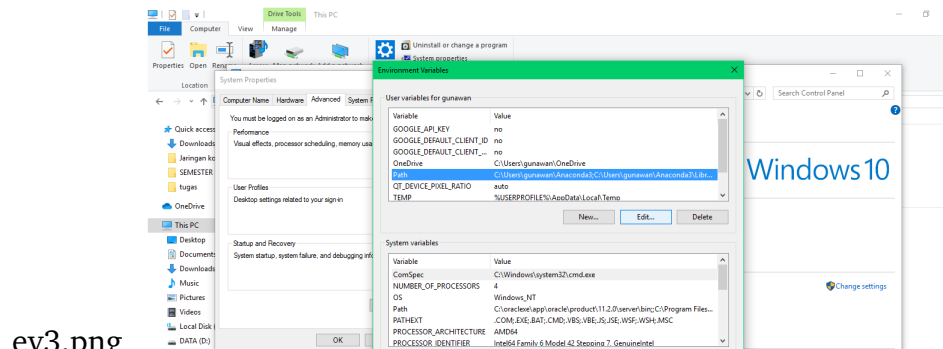 Drive Tools This PC
File Computer View Manage
Uninstall or change a program
System properties
Properties Open
Location
System Properties
Computer Name Hardware Advanced System
You must be logged on as an Administrator to make
Performance
Visual effects, processor scheduling, memory usa
User Profiles
Desktop settings related to your sign-in
Startup and Recovery
System startup, system failure, and debugging info
OK
Quick access
Downloads
Jaringan ko
SEMESTER
tugas
OneDrive
This PC
Desktop
Documents
Downloads
Music
Pictures
Videos
Local Disk
DATA (D:)
Environment Variables
User variables for gunawan
Variable Value
GOOGLE_API_KEY no
GOOGLE_DEFAULT_CLIENT_ID no
GOOGLE_DEFAULT_CLIENT_... no
OneDrive C:\Users\gunawan\OneDrive
Path C:\Users\gunawan\Anaconda3;C:\Users\gunawan\Anaconda3\Libr...
QT_DEVICE_PIXEL_RATIO auto
TEMP %USERPROFILE%\AppData\Local\Temp
New... Edit... Delete
System variables
Variable Value
ComSpec C:\Windows\system32\cmd.exe
NUMBER_OF_PROCESSORS 4
OS Windows_NT
Path C:\oraclexe\app\oracle\product\11.2.0\server\bin;;C:\Program Files...
PATHEXT .COM;.EXE;.BAT;.CMD;.VBS;.VBE;.JS;.JSE;.WSF;.WSH;.MSC
PROCESSOR_ARCHITECTURE AMD64
PROCESSOR_IDENTIFIER Intel64 Family 6 Model 42 Stepping 7, GenuineIntel
Search Control Panel
Windows 10
Change settings
ev3.png